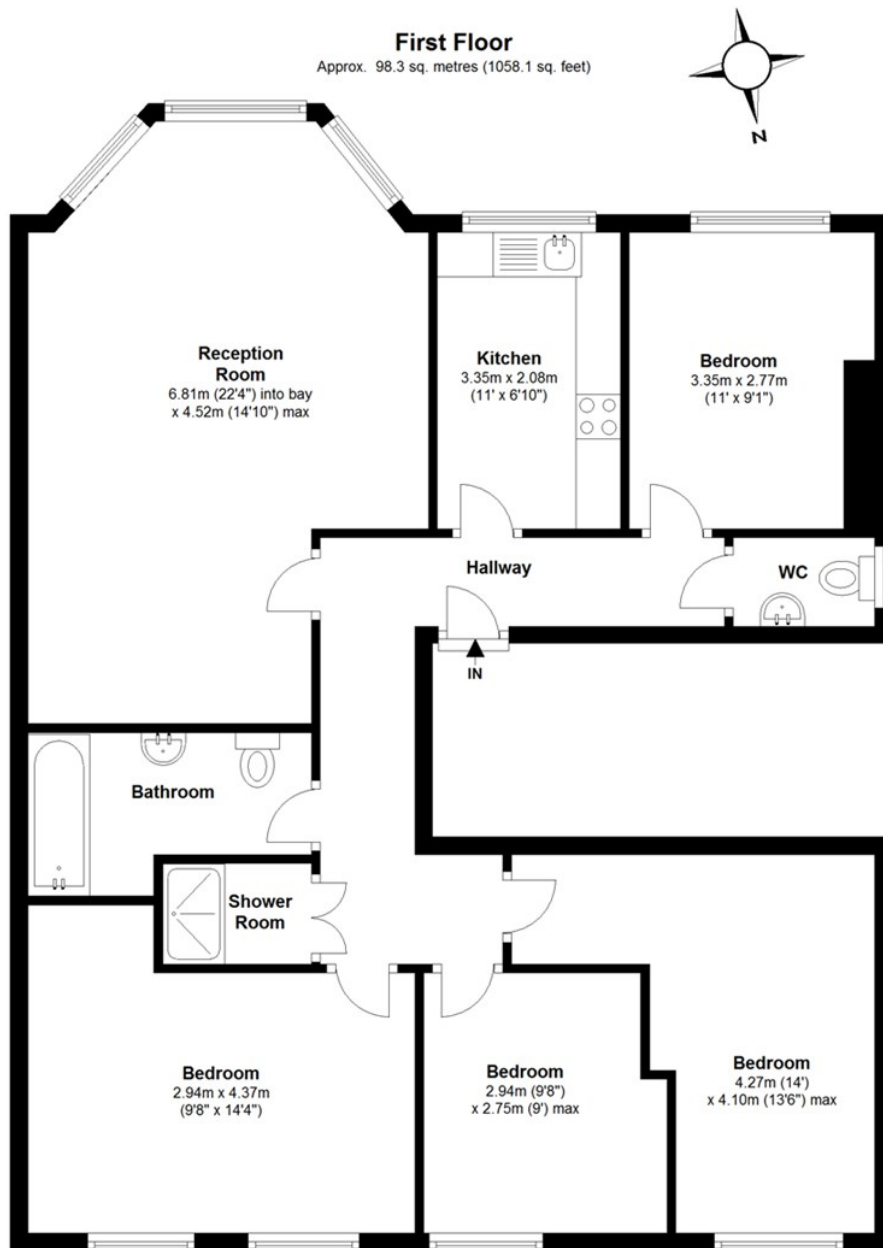 First Floor
Approx. 98.3 sq. metres (1058.1 sq. feet)
N
Reception
Room
6.81m (22'4") into bay
x 4.52m (14'10") max
Kitchen
3.35m x 2.08m
(11' x 6'10")
Bedroom
3.35m x 2.77m
(11' x 9'1")
Hallway
WC
IN
Bathroom
Shower
Room
Bedroom
2.94m x 4.37m
(9'8" x 14'4")
Bedroom
2.94m (9'8")
x 2.75m (9') max
Bedroom
4.27m (14')
x 4.10m (13'6") max